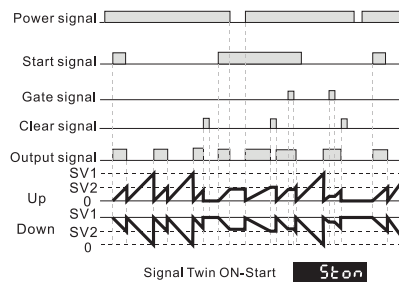 Power signal
Start signal
Gate signal
Clear signal
Output signal
SV1
Up SV2
0
SV1
Down SV2
0
Signal Twin ON-Start Ston